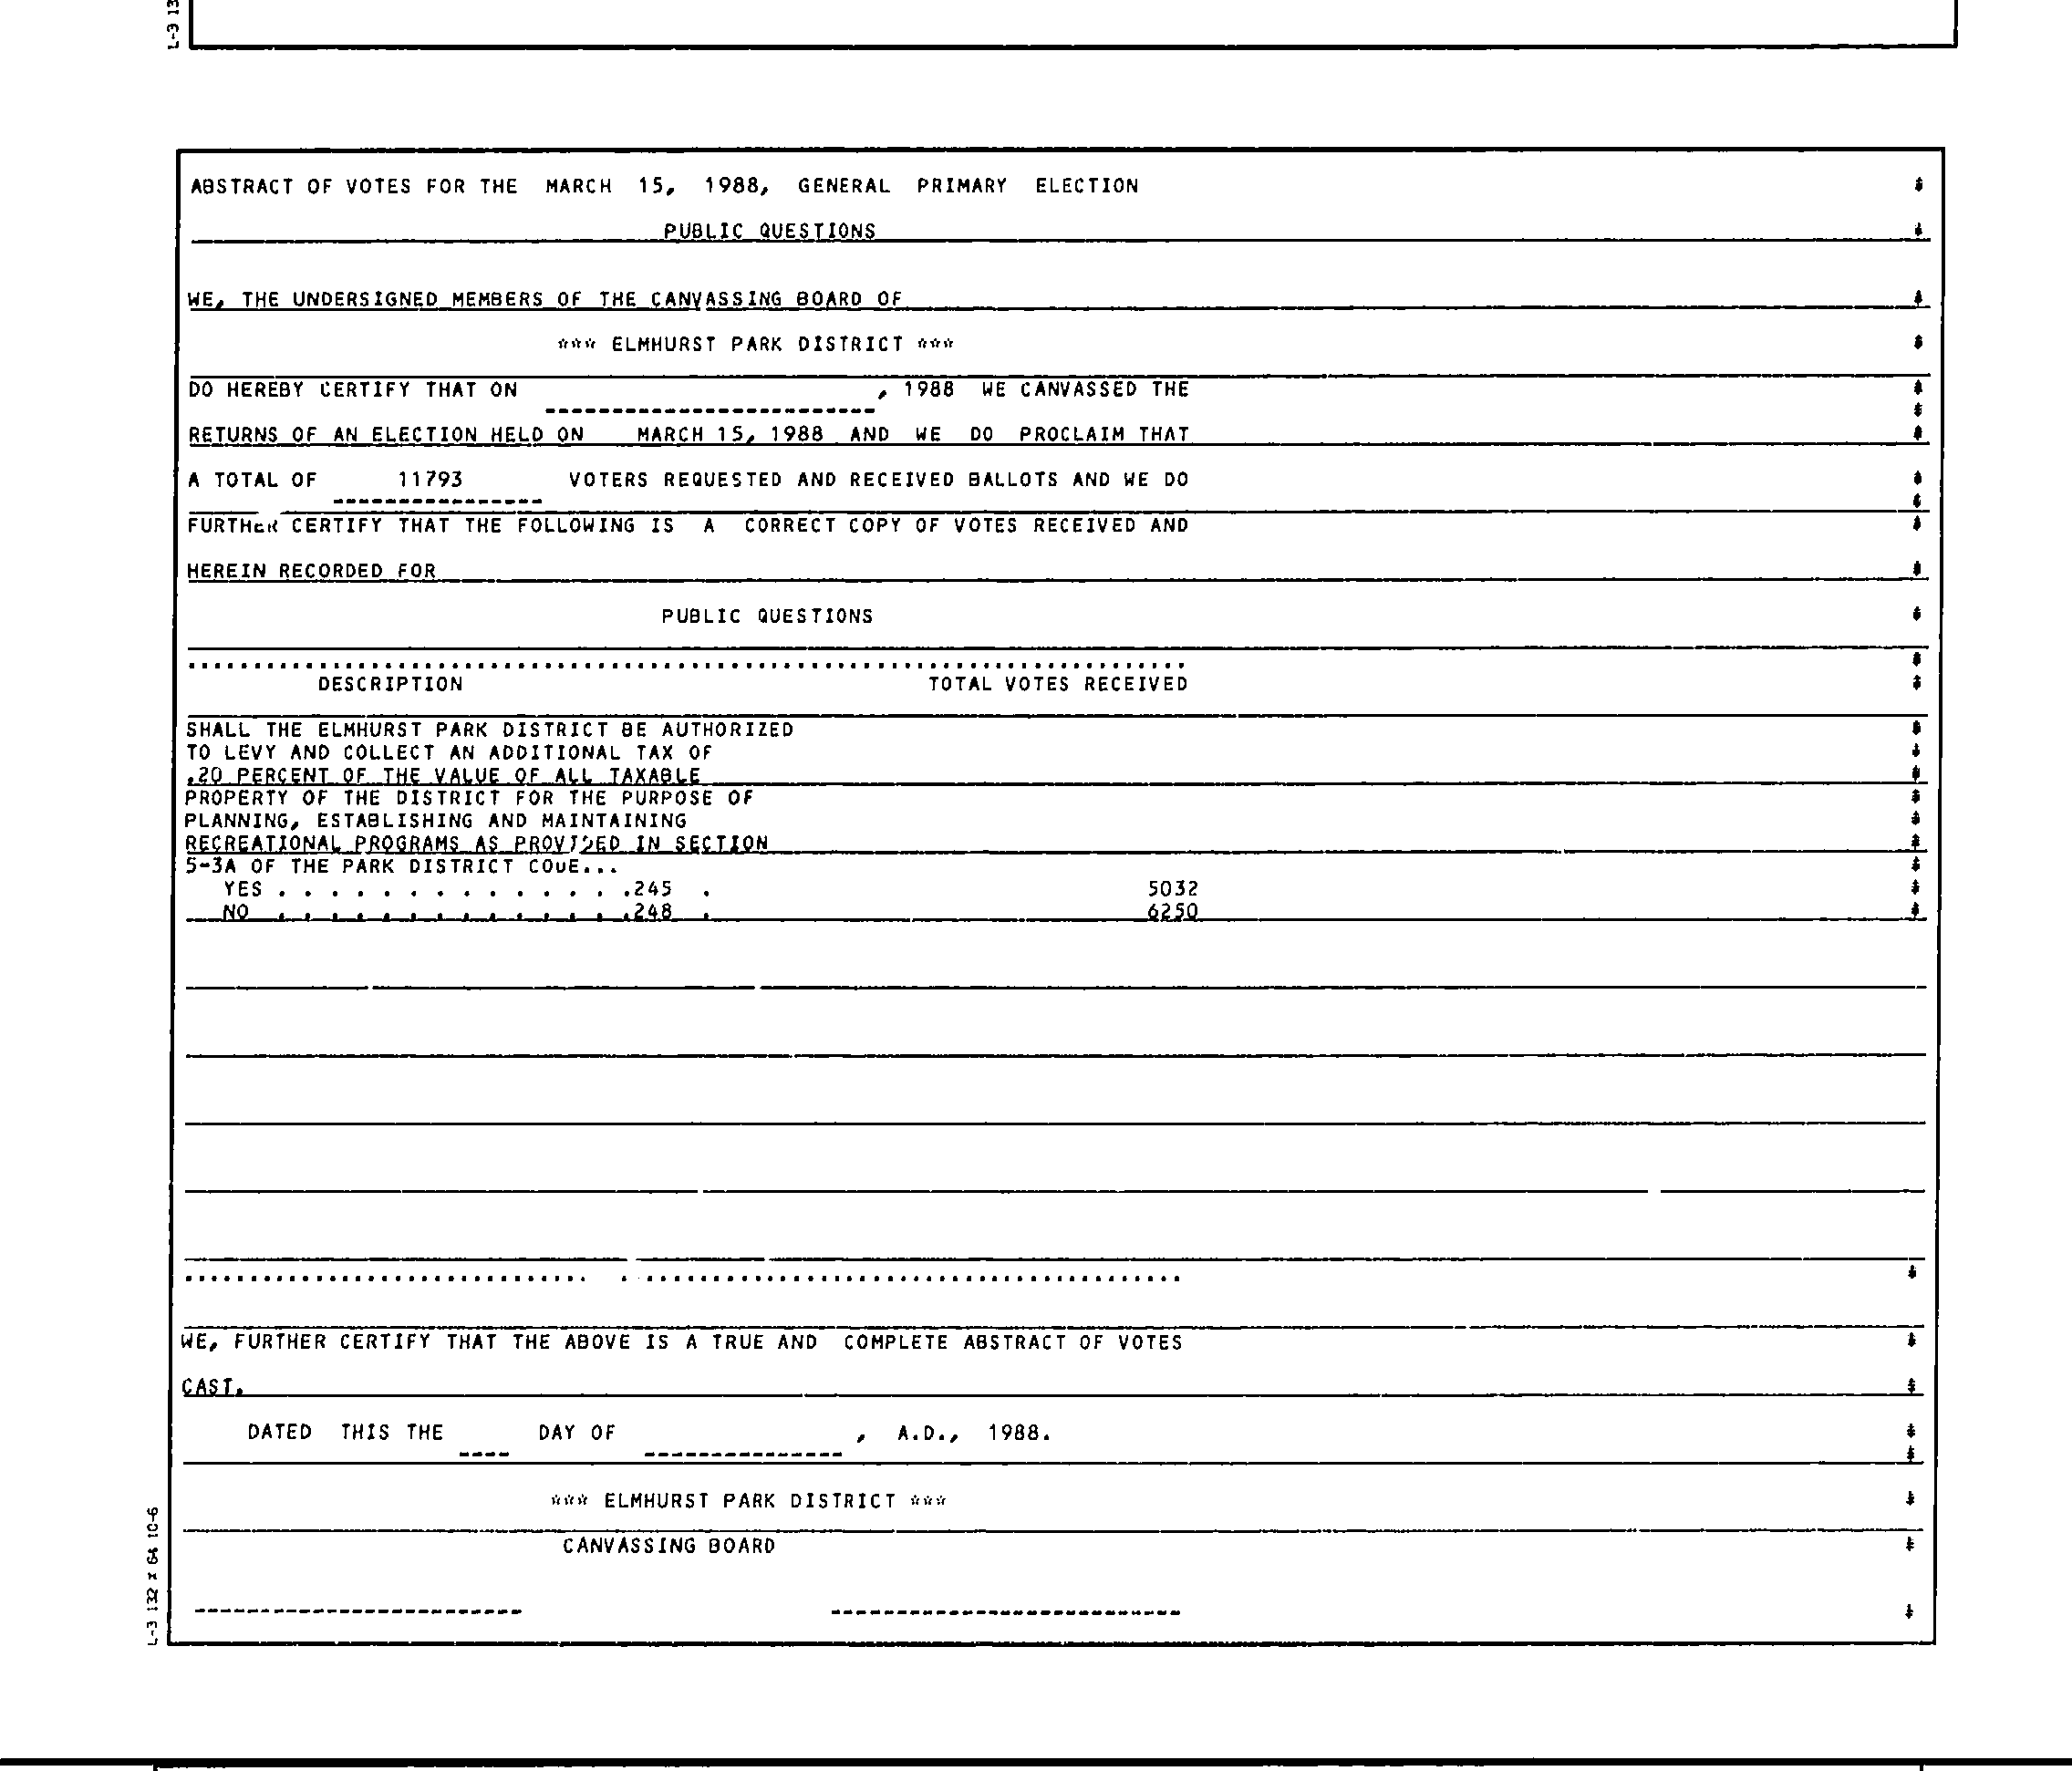 L-3 13
ABSTRACT OF VOTES FOR THE MARCH 15, 1988, GENERAL PRIMARY ELECTION
PUBLIC QUESTIONS
WE, THE UNDERSIGNED MEMBERS OF THE CANVASSING BOARD OF
*** ELMHURST PARK DISTRICT ***
DO HEREBY CERTIFY THAT ON , 1988 WE CANVASSED THE
RETURNS OF AN ELECTION HELD ON MARCH 15, 1988 AND WE DO PROCLAIM THAT
A TOTAL OF 11793 VOTERS REQUESTED AND RECEIVED BALLOTS AND WE DO
FURTHER CERTIFY THAT THE FOLLOWING IS A CORRECT COPY OF VOTES RECEIVED AND
HEREIN RECORDED FOR
PUBLIC QUESTIONS
DESCRIPTION TOTAL VOTES RECEIVED
SHALL THE ELMHURST PARK DISTRICT BE AUTHORIZED
TO LEVY AND COLLECT AN ADDITIONAL TAX OF
.20 PERCENT OF THE VALUE OF ALL TAXABLE
PROPERTY OF THE DISTRICT FOR THE PURPOSE OF
PLANNING, ESTABLISHING AND MAINTAINING
RECREATIONAL PROGRAMS AS PROVIDED IN SECTION
5-3A OF THE PARK DISTRICT CODE...
YES . . . . . . . . . . . . . .245 . 5032
NO . . . . . . . . . . . . . .248 . 6250
WE, FURTHER CERTIFY THAT THE ABOVE IS A TRUE AND COMPLETE ABSTRACT OF VOTES
CAST.
DATED THIS THE ---- DAY OF --------------- , A.D., 1988.
*** ELMHURST PARK DISTRICT ***
CANVASSING BOARD
L-3 132 x 64 10-6